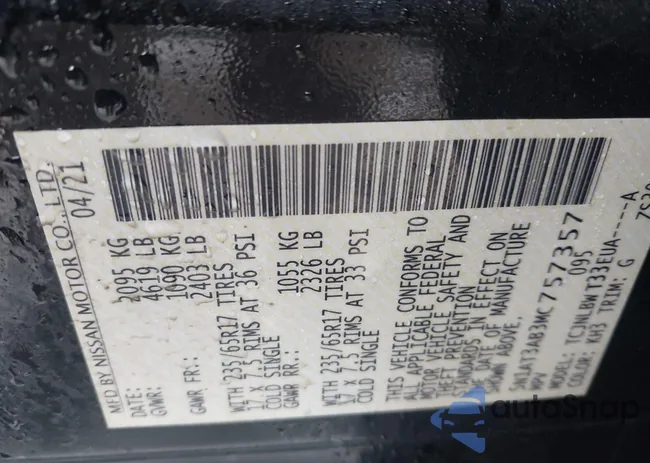 MFD BY NISSAN MOTOR CO., LTD.
DATE: 04/21
GVWR: 2095 KG
4619 LB
GAWR FR.: 1090 KG
2403 LB
WITH 235/65R17 TIRES
17 X 7.5 RIMS AT 36 PSI
COLD SINGLE
GAWR RR.: 1055 KG
2326 LB
WITH 235/65R17 TIRES
17 X 7.5 RIMS AT 33 PSI
COLD SINGLE
THIS VEHICLE CONFORMS TO
ALL APPLICABLE FEDERAL
MOTOR VEHICLE SAFETY AND
THEFT PREVENTION
STANDARDS IN EFFECT ON
THE DATE OF MANUFACTURE
SHOWN ABOVE.
5N1AT3AB3MC757357
MPV 095
MODEL: TCJNLBWT33EUA----A
COLOR: KH3 TRIM: G
autoSnap